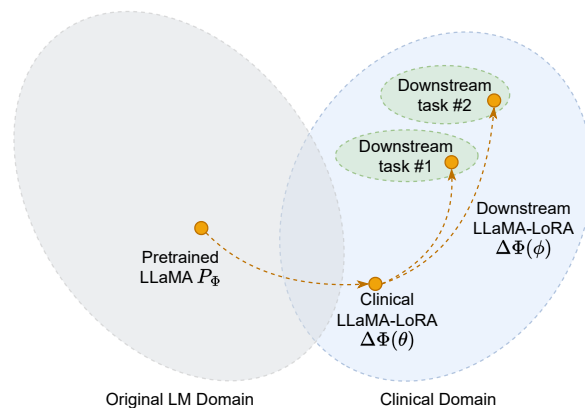 Downstream
task #2
Downstream
task #1
Downstream
LLaMA-LoRA
ΔΦ(ϕ)
Pretrained
LLaMA P_Φ
Clinical
LLaMA-LoRA
ΔΦ(θ)
Original LM Domain
Clinical Domain